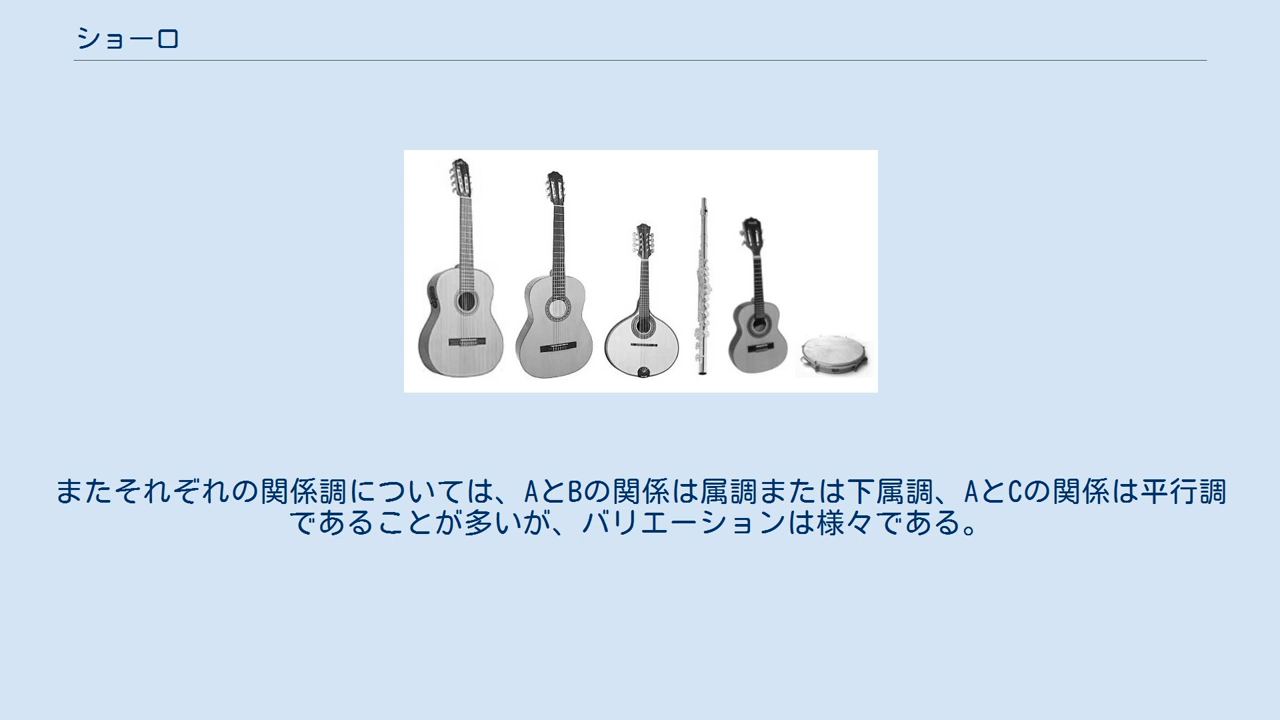 ショーロ
またそれぞれの関係調については、AとBの関係は属調または下属調、AとCの関係は平行調
であることが多いが、バリエーションは様々である。